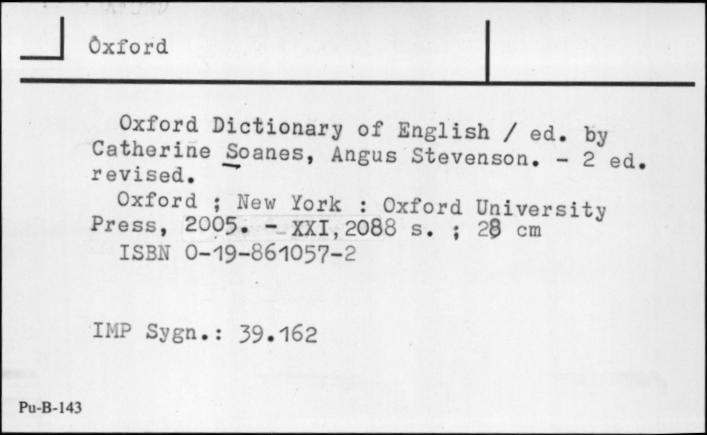 Oxford
Oxford Dictionary of English / ed. by
Catherine Soanes, Angus Stevenson. - 2 ed.
revised.
Oxford ; New York : Oxford University
Press, 2005. - XXI,2088 s. ; 28 cm
ISBN 0-19-861057-2
IMP Sygn.: 39.162
Pu-B-143